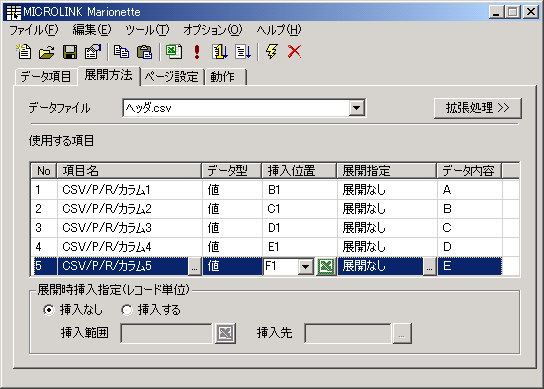 MICROLINK Marionette
ファイル(F) 編集(E) ツール(T) オプション(O) ヘルプ(H)
データ項目 展開方法 ページ設定 動作
データファイル ヘッダ.csv 拡張処理 >>
使用する項目
No 項目名 データ型 挿入位置 展開指定 データ内容
1 CSV/P/R/カラム1 値 B1 展開なし A
2 CSV/P/R/カラム2 値 C1 展開なし B
3 CSV/P/R/カラム3 値 D1 展開なし C
4 CSV/P/R/カラム4 値 E1 展開なし D
5 CSV/P/R/カラム5 ... 値 F1 展開なし ... E
展開時挿入指定(レコード単位)
挿入なし 挿入する
挿入範囲 挿入先 ...